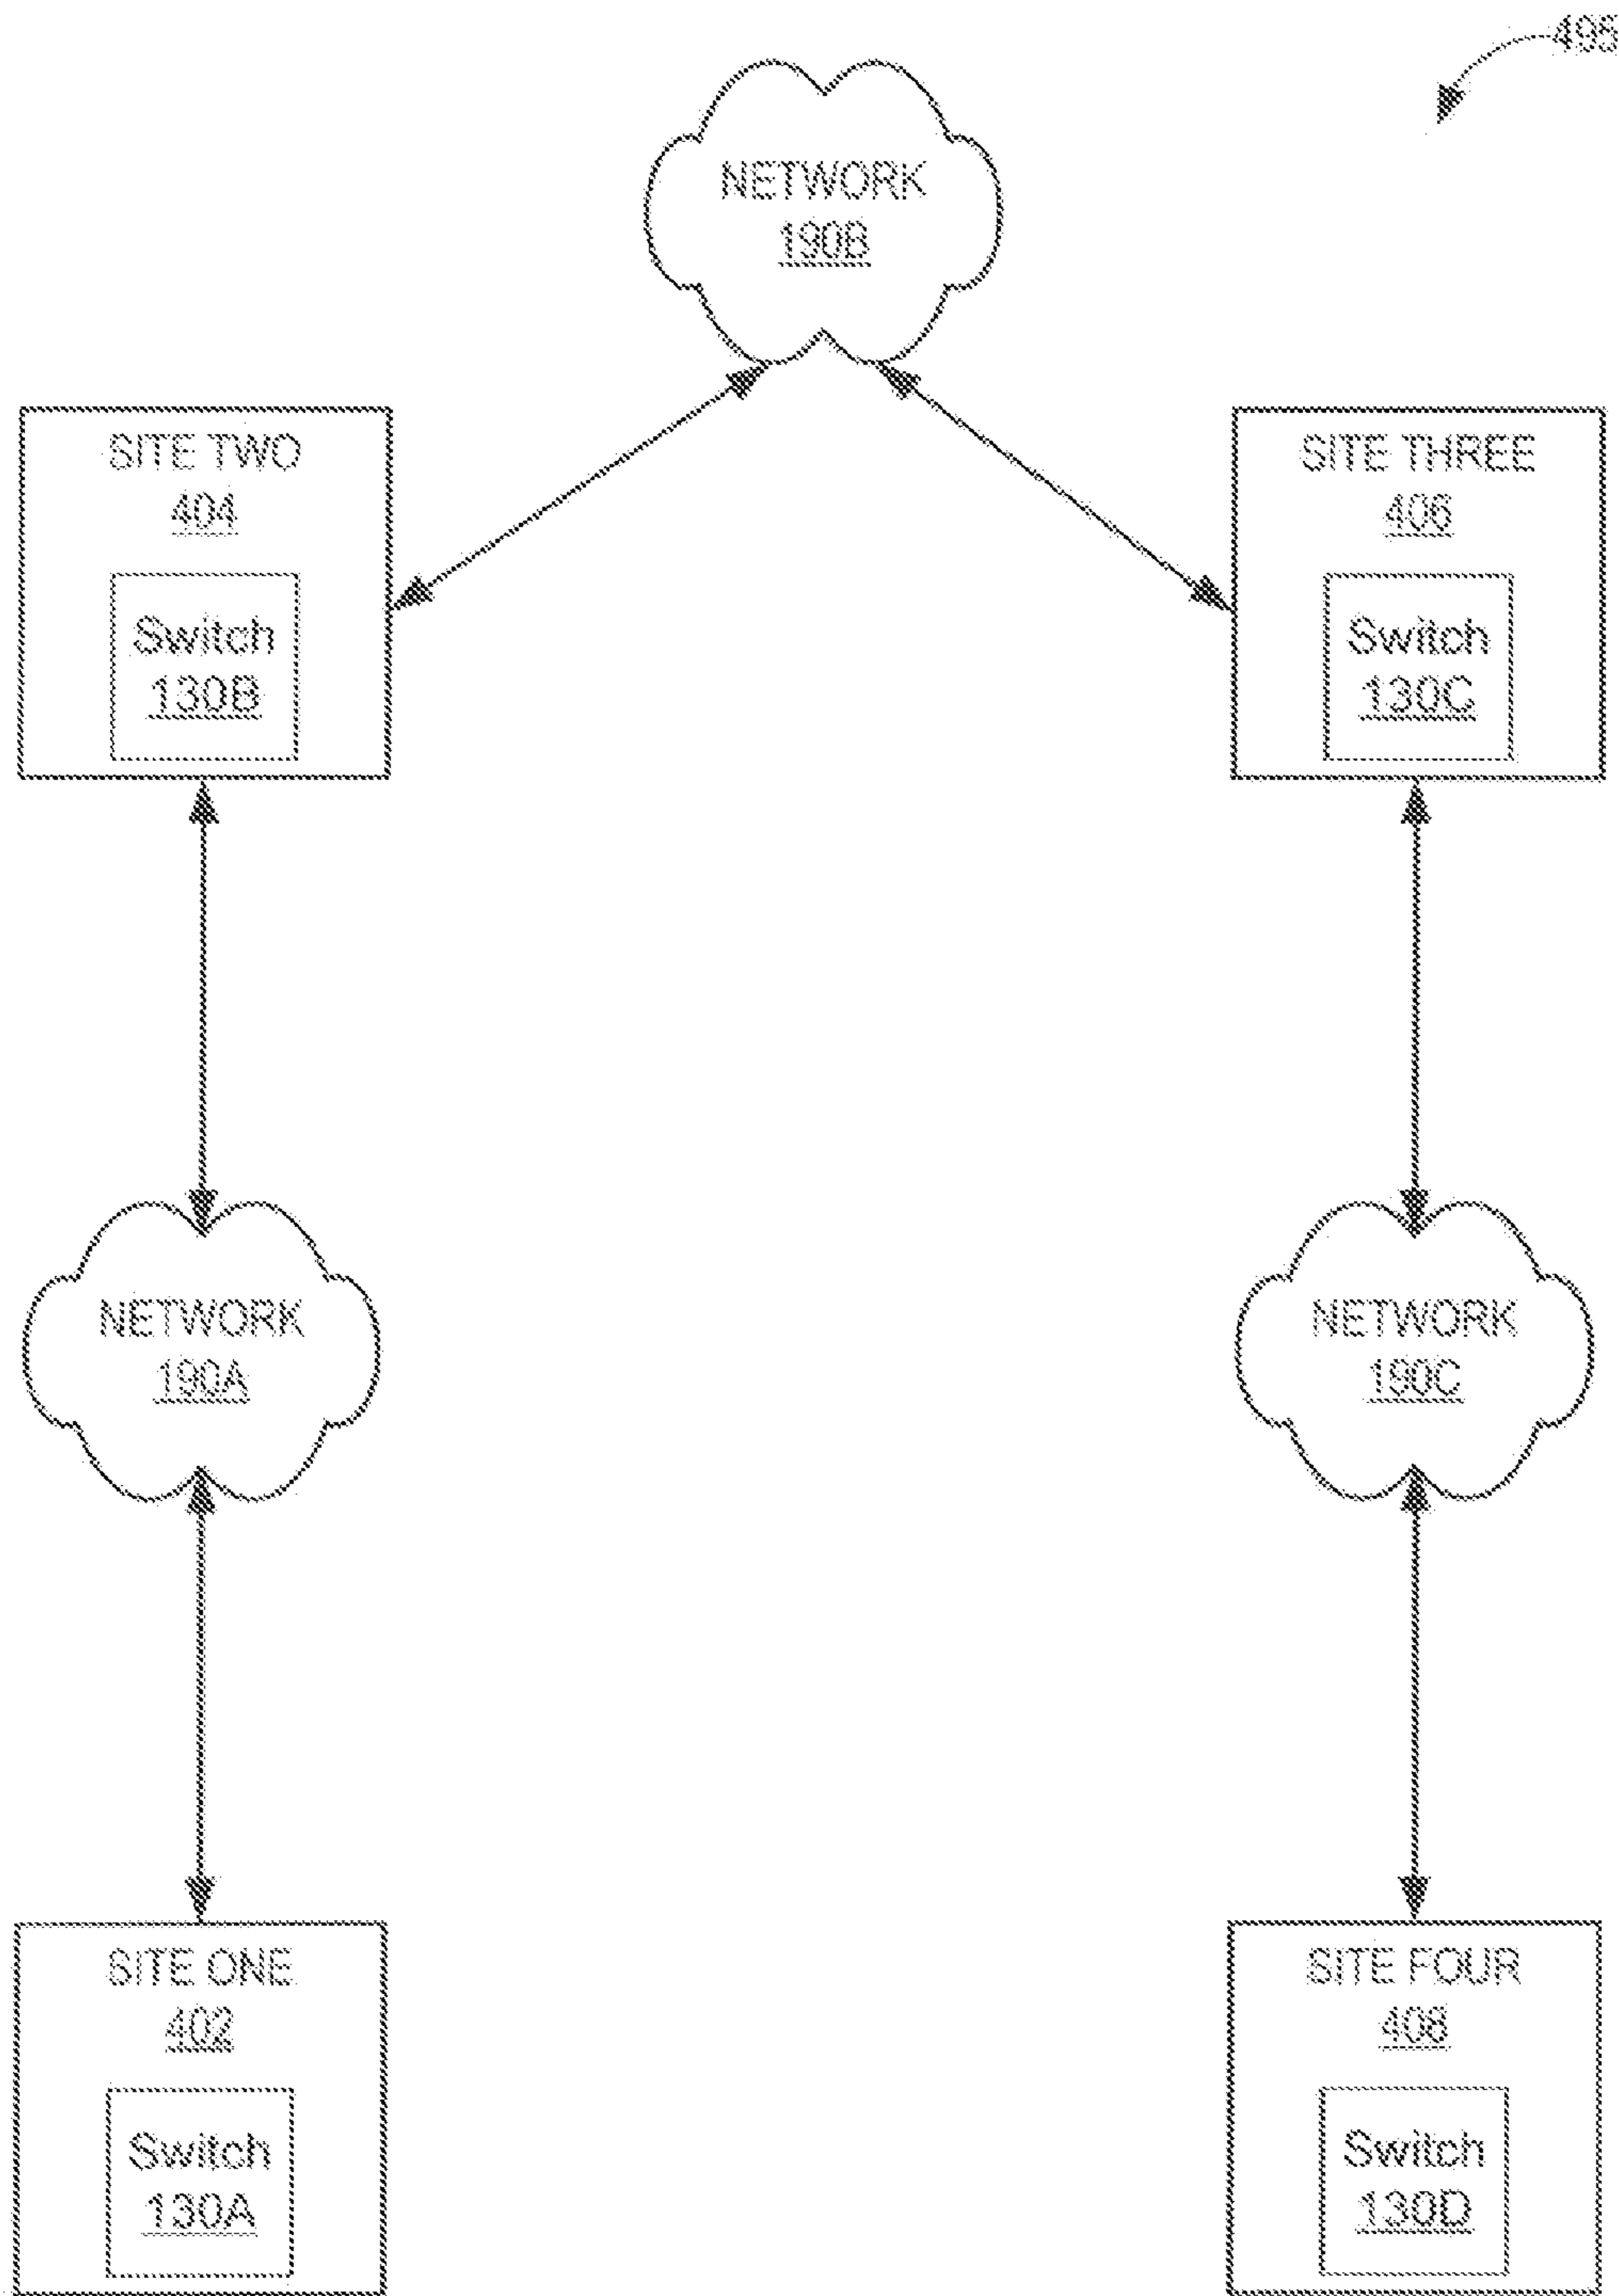 495
NETWORK
190B
SITE TWO
404
Switch
130B
SITE THREE
406
Switch
130C
NETWORK
190A
NETWORK
190C
SITE ONE
402
Switch
130A
SITE FOUR
408
Switch
130D